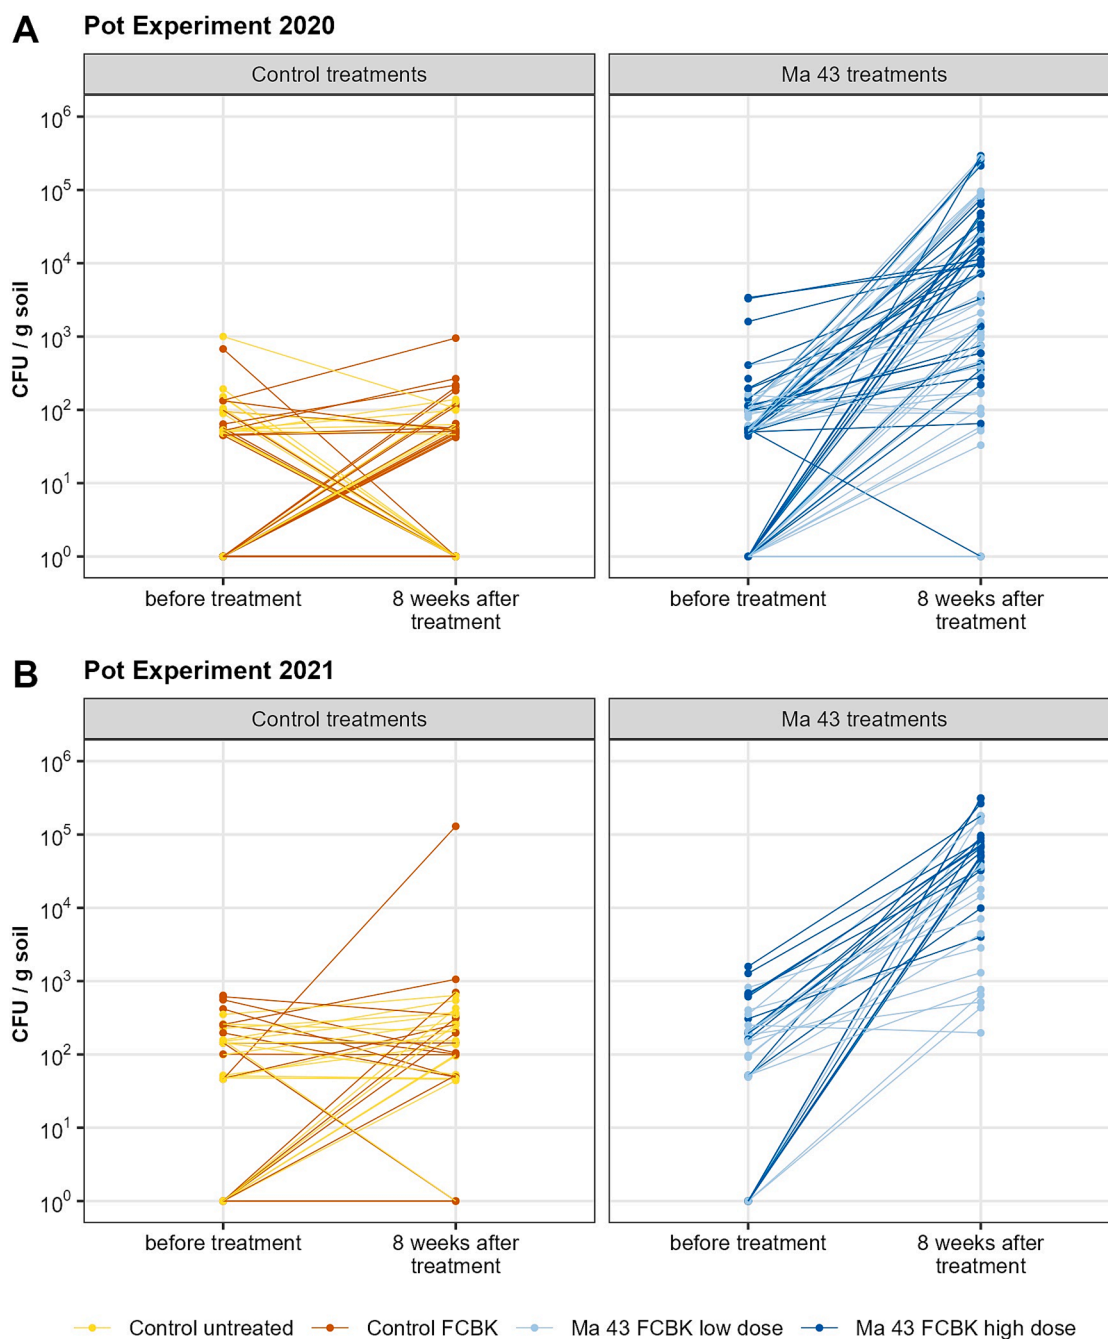 A Pot Experiment 2020
Control treatments
Ma 43 treatments
CFU / g soil
10^6
10^5
10^4
10^3
10^2
10^1
10^0
before treatment
8 weeks after
treatment
before treatment
8 weeks after
treatment
B Pot Experiment 2021
Control treatments
Ma 43 treatments
CFU / g soil
10^6
10^5
10^4
10^3
10^2
10^1
10^0
before treatment
8 weeks after
treatment
before treatment
8 weeks after
treatment
Control untreated Control FCBK Ma 43 FCBK low dose Ma 43 FCBK high dose